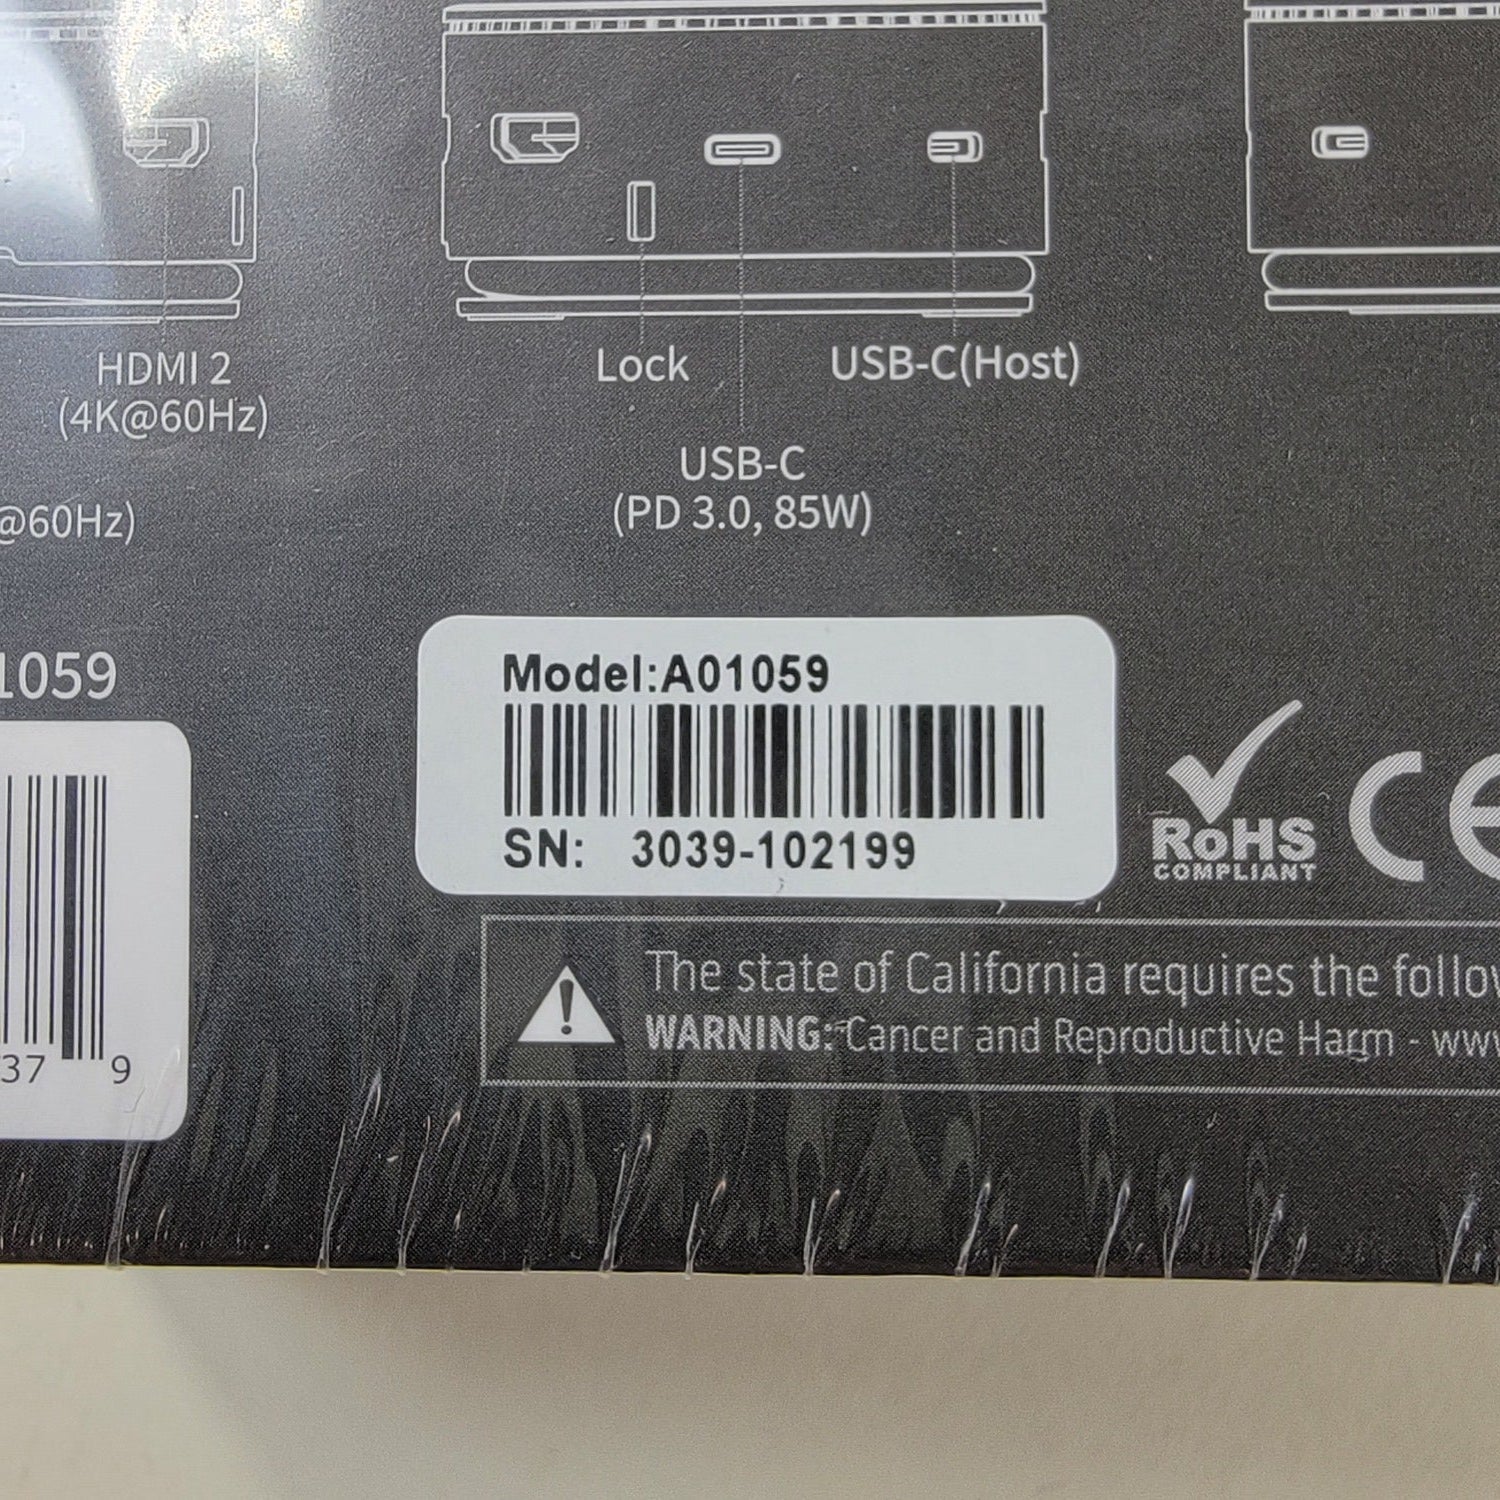 HDMI 2
(4K@60Hz)
@60Hz)
Lock
USB-C(Host)
USB-C
(PD 3.0, 85W)
1059
Model:A01059
SN: 3039-102199
37 9
RoHS
COMPLIANT
CE
The state of California requires the follow
WARNING: Cancer and Reproductive Harm - www